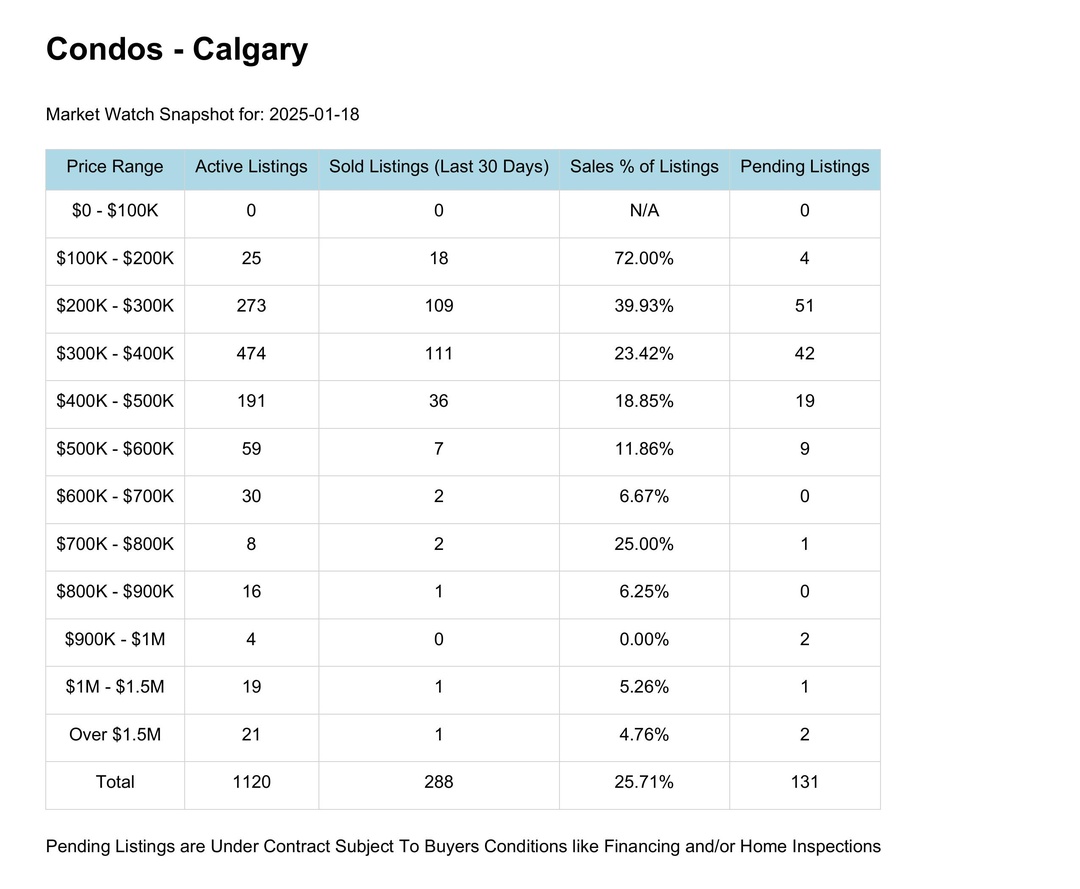 Condos - Calgary
Market Watch Snapshot for: 2025-01-18
Price Range Active Listings Sold Listings (Last 30 Days) Sales % of Listings Pending Listings
$0 - $100K 0 0 N/A 0
$100K - $200K 25 18 72.00% 4
$200K - $300K 273 109 39.93% 51
$300K - $400K 474 111 23.42% 42
$400K - $500K 191 36 18.85% 19
$500K - $600K 59 7 11.86% 9
$600K - $700K 30 2 6.67% 0
$700K - $800K 8 2 25.00% 1
$800K - $900K 16 1 6.25% 0
$900K - $1M 4 0 0.00% 2
$1M - $1.5M 19 1 5.26% 1
Over $1.5M 21 1 4.76% 2
Total 1120 288 25.71% 131
Pending Listings are Under Contract Subject To Buyers Conditions like Financing and/or Home Inspections